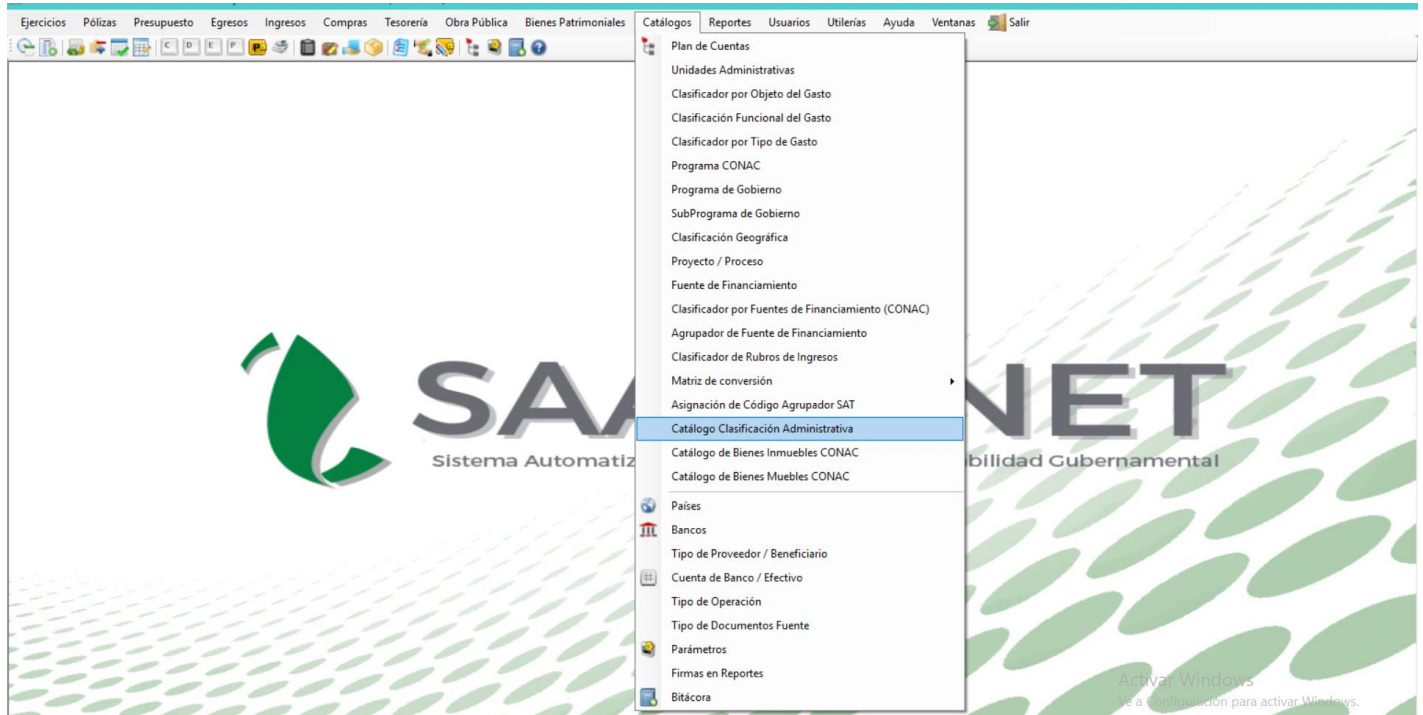 Ejercicios Pólizas Presupuesto Egresos Ingresos Compras Tesorería Obra Pública Bienes Patrimoniales Catálogos Reportes Usuarios Utilerías Ayuda Ventanas Salir
C D E P
Plan de Cuentas
Unidades Administrativas
Clasificador por Objeto del Gasto
Clasificación Funcional del Gasto
Clasificador por Tipo de Gasto
Programa CONAC
Programa de Gobierno
SubPrograma de Gobierno
Clasificación Geográfica
Proyecto / Proceso
Fuente de Financiamiento
Clasificador por Fuentes de Financiamiento (CONAC)
Agrupador de Fuente de Financiamiento
Clasificador de Rubros de Ingresos
Matriz de conversión
Asignación de Código Agrupador SAT
Catálogo Clasificación Administrativa
Catálogo de Bienes Inmuebles CONAC
Catálogo de Bienes Muebles CONAC
Países
Bancos
Tipo de Proveedor / Beneficiario
Cuenta de Banco / Efectivo
Tipo de Operación
Tipo de Documentos Fuente
Parámetros
Firmas en Reportes
Bitácora
SAA NET
Sistema Automatiz bilidad Gubernamental
Activar Windows
Ve a Configuración para activar Windows.